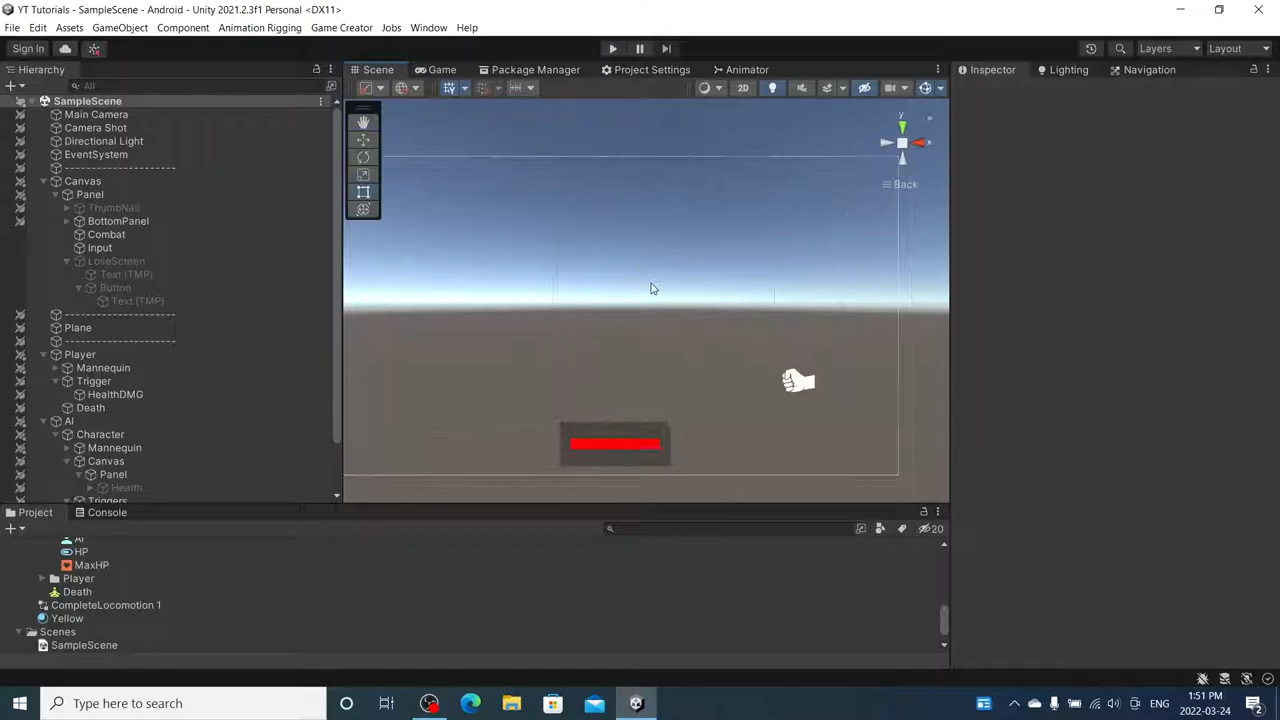 YT Tutorials - SampleScene - Android - Unity 2021.2.3f1 Personal <DX11>
File Edit Assets GameObject Component Animation Rigging Game Creator Jobs Window Help
Sign in Layers Layout
Hierarchy Scene Game Package Manager Project Settings Animator Inspector Lighting Navigation
All 2D
SampleScene
Main Camera
Camera Shot
Directional Light
EventSystem
--------------------
Canvas
Panel
ThumbNail
BottomPanel
Combat
Input
LoseScreen
Text (TMP)
Button
Text (TMP)
--------------------
Plane
--------------------
Player
Mannequin
Trigger
HealthDMG
Death
AI
Character
Mannequin
Canvas
Panel
Health
Triggers
y
x
Back
Project Console
20
AI
HP
MaxHP
Player
Death
CompleteLocomotion 1
Yellow
Scenes
SampleScene
Type here to search
ENG
1:51 PM
2022-03-24
2